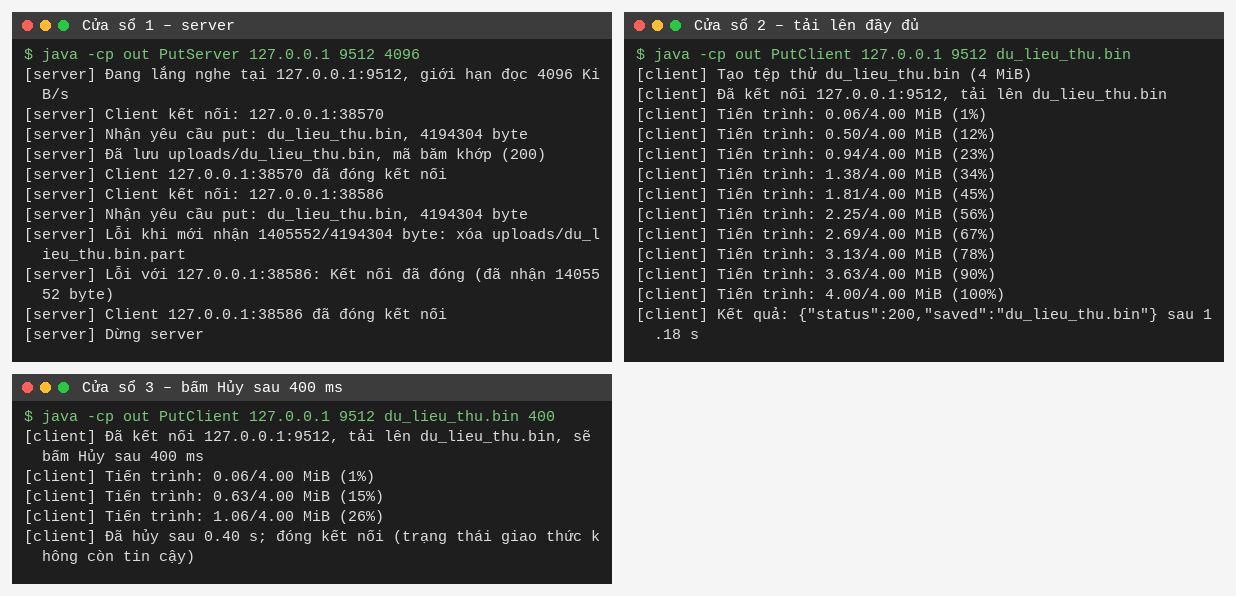 Cửa sổ 1 – server
$ java -cp out PutServer 127.0.0.1 9512 4096
[server] Đang lắng nghe tại 127.0.0.1:9512, giới hạn đọc 4096 Ki
B/s
[server] Client kết nối: 127.0.0.1:38570
[server] Nhận yêu cầu put: du_lieu_thu.bin, 4194304 byte
[server] Đã lưu uploads/du_lieu_thu.bin, mã băm khớp (200)
[server] Client 127.0.0.1:38570 đã đóng kết nối
[server] Client kết nối: 127.0.0.1:38586
[server] Nhận yêu cầu put: du_lieu_thu.bin, 4194304 byte
[server] Lỗi khi mới nhận 1405552/4194304 byte: xóa uploads/du_l
ieu_thu.bin.part
[server] Lỗi với 127.0.0.1:38586: Kết nối đã đóng (đã nhận 14055
52 byte)
[server] Client 127.0.0.1:38586 đã đóng kết nối
[server] Dừng server
Cửa sổ 2 – tải lên đầy đủ
$ java -cp out PutClient 127.0.0.1 9512 du_lieu_thu.bin
[client] Tạo tệp thử du_lieu_thu.bin (4 MiB)
[client] Đã kết nối 127.0.0.1:9512, tải lên du_lieu_thu.bin
[client] Tiến trình: 0.06/4.00 MiB (1%)
[client] Tiến trình: 0.50/4.00 MiB (12%)
[client] Tiến trình: 0.94/4.00 MiB (23%)
[client] Tiến trình: 1.38/4.00 MiB (34%)
[client] Tiến trình: 1.81/4.00 MiB (45%)
[client] Tiến trình: 2.25/4.00 MiB (56%)
[client] Tiến trình: 2.69/4.00 MiB (67%)
[client] Tiến trình: 3.13/4.00 MiB (78%)
[client] Tiến trình: 3.63/4.00 MiB (90%)
[client] Tiến trình: 4.00/4.00 MiB (100%)
[client] Kết quả: {"status":200,"saved":"du_lieu_thu.bin"} sau 1
.18 s
Cửa sổ 3 – bấm Hủy sau 400 ms
$ java -cp out PutClient 127.0.0.1 9512 du_lieu_thu.bin 400
[client] Đã kết nối 127.0.0.1:9512, tải lên du_lieu_thu.bin, sẽ
bấm Hủy sau 400 ms
[client] Tiến trình: 0.06/4.00 MiB (1%)
[client] Tiến trình: 0.63/4.00 MiB (15%)
[client] Tiến trình: 1.06/4.00 MiB (26%)
[client] Đã hủy sau 0.40 s; đóng kết nối (trạng thái giao thức k
hông còn tin cậy)